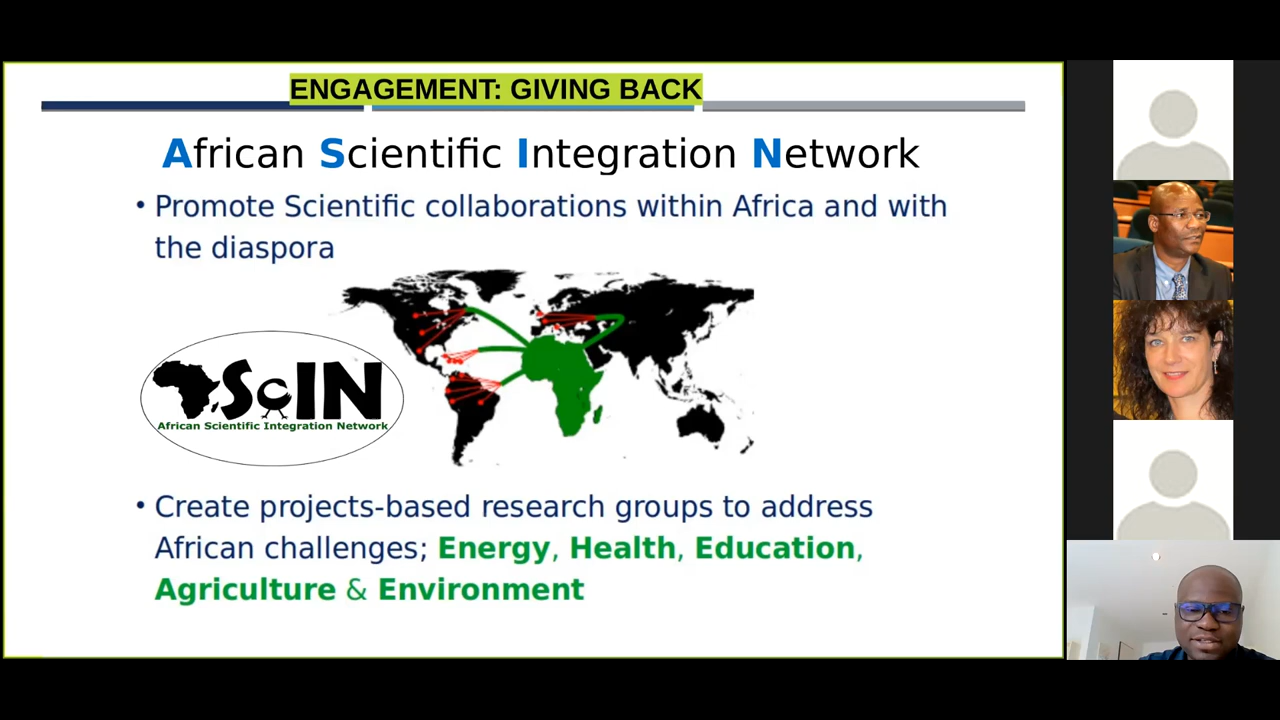 ENGAGEMENT: GIVING BACK
African Scientific Integration Network
• Promote Scientific collaborations within Africa and with
the diaspora
ScIN
African Scientific Integration Network
• Create projects-based research groups to address
African challenges; Energy, Health, Education,
Agriculture & Environment